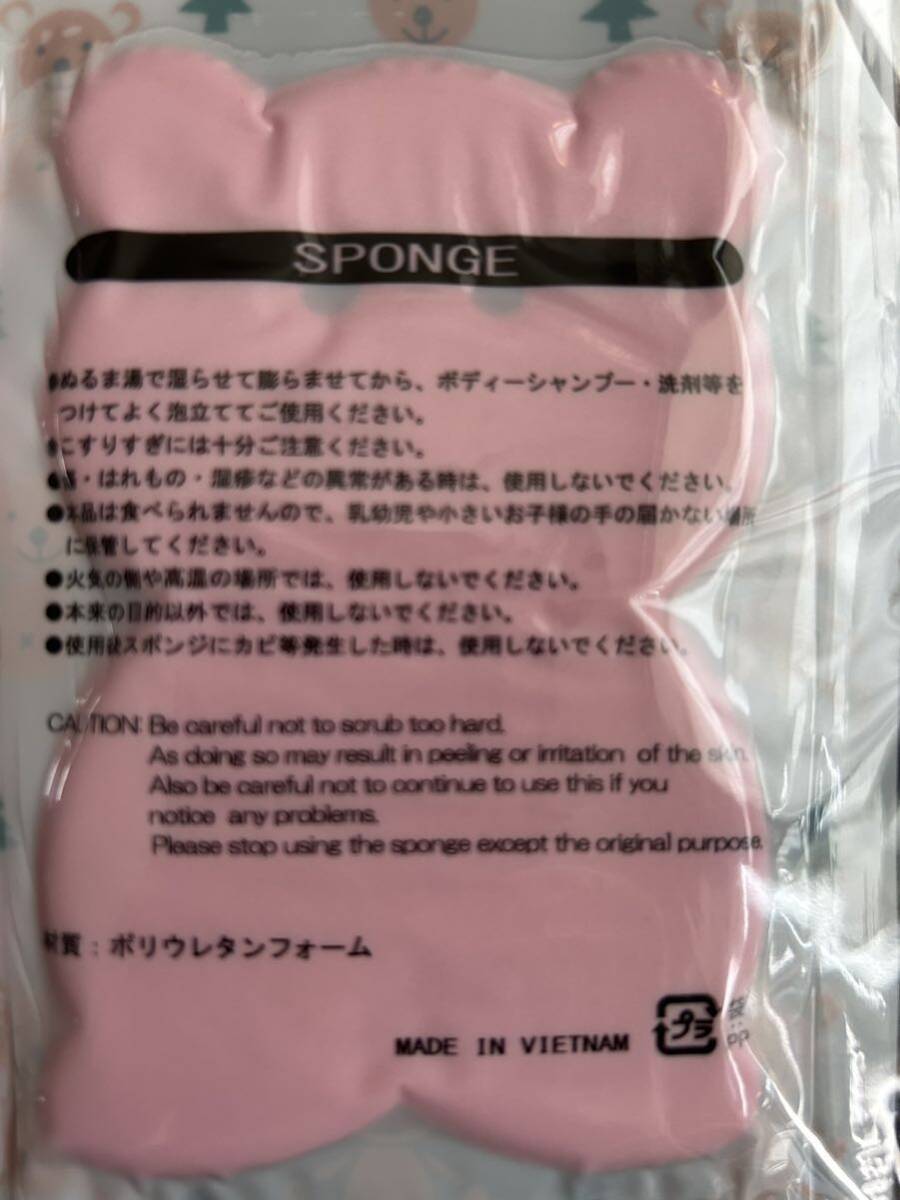 SPONGE
●ぬるま湯で湿らせて膨らませてから、ボディーシャンプー・洗剤等を
つけてよく泡立ててご使用ください。
●こすりすぎには十分ご注意ください。
・はれもの・湿疹などの異常がある時は、使用しないでください。
●本品は食べられませんので、乳幼児や小さいお子様の手の届かない場所
に保管してください。
●火気の側や高温の場所では、使用しないでください。
●本来の目的以外では、使用しないでください。
●使用後スポンジにカビ等発生した時は、使用しないでください。
CAUTION: Be careful not to scrub too hard.
As doing so may result in peeling or irritation of the skin.
Also be careful not to continue to use this if you
notice any problems.
Please stop using the sponge except the original purpose.
材質：ポリウレタンフォーム
MADE IN VIETNAM
プラ
袋:PP